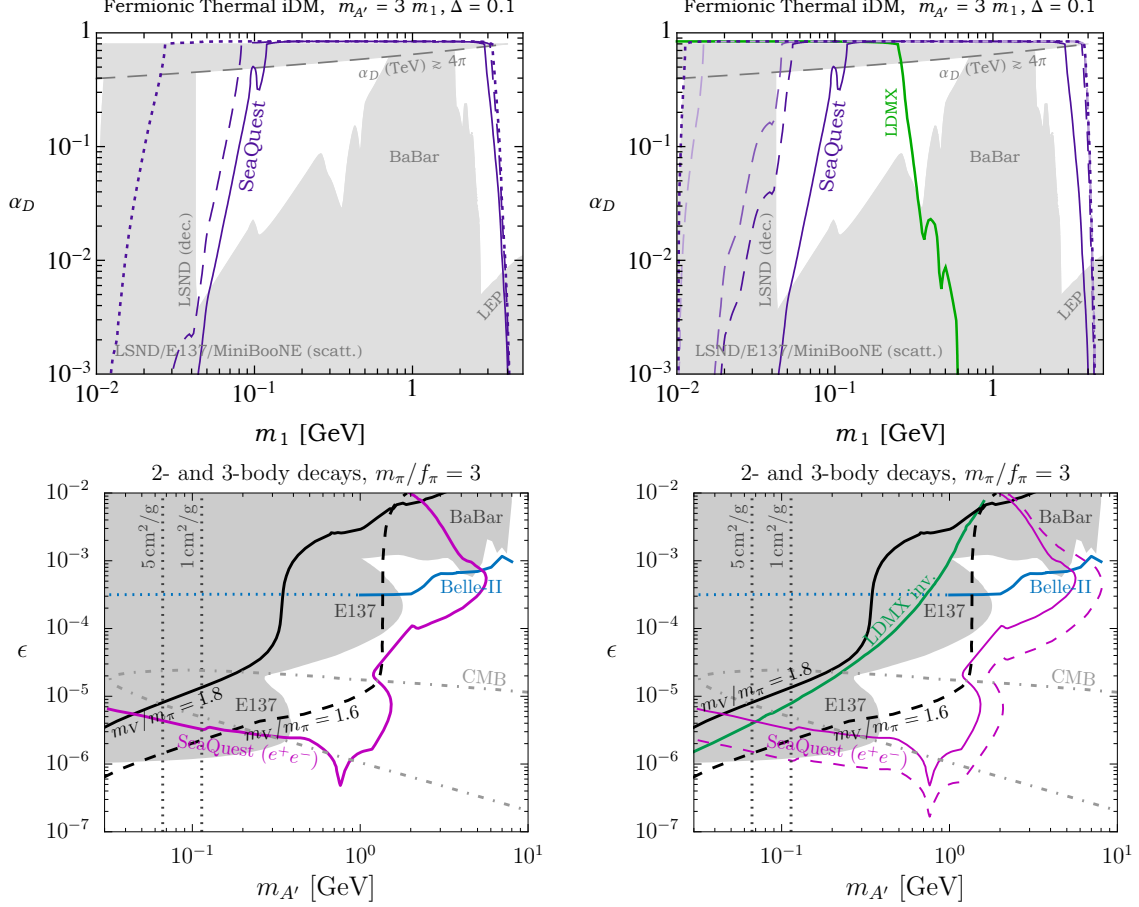 Fermionic Thermal iDM, m_{A′} = 3 m_1, Δ = 0.1
1
10^{−1}
10^{−2}
10^{−3}
α_D
α_D (TeV) ≳ 4π
SeaQuest
BaBar
LSND (dec.)
LEP
LSND/E137/MiniBooNE (scatt.)
10^{−2}
10^{−1}
1
m_1 [GeV]
Fermionic Thermal iDM, m_{A′} = 3 m_1, Δ = 0.1
1
10^{−1}
10^{−2}
10^{−3}
α_D
α_D (TeV) ≳ 4π
SeaQuest
LDMX
BaBar
LSND (dec.)
LEP
LSND/E137/MiniBooNE (scatt.)
10^{−2}
10^{−1}
1
m_1 [GeV]
2- and 3-body decays, m_π/f_π = 3
10^{−2}
10^{−3}
10^{−4}
10^{−5}
10^{−6}
10^{−7}
ϵ
5 cm²/g
1 cm²/g
BaBar
Belle-II
E137
CMB
m_V/m_π = 1.8
E137
m_V/m_π = 1.6
SeaQuest (e⁺e⁻)
10^{−1}
10^0
10^1
m_{A′} [GeV]
2- and 3-body decays, m_π/f_π = 3
10^{−2}
10^{−3}
10^{−4}
10^{−5}
10^{−6}
10^{−7}
ϵ
5 cm²/g
1 cm²/g
BaBar
Belle-II
LDMX inv.
E137
CMB
m_V/m_π = 1.8
E137
m_V/m_π = 1.6
SeaQuest (e⁺e⁻)
10^{−1}
10^0
10^1
m_{A′} [GeV]